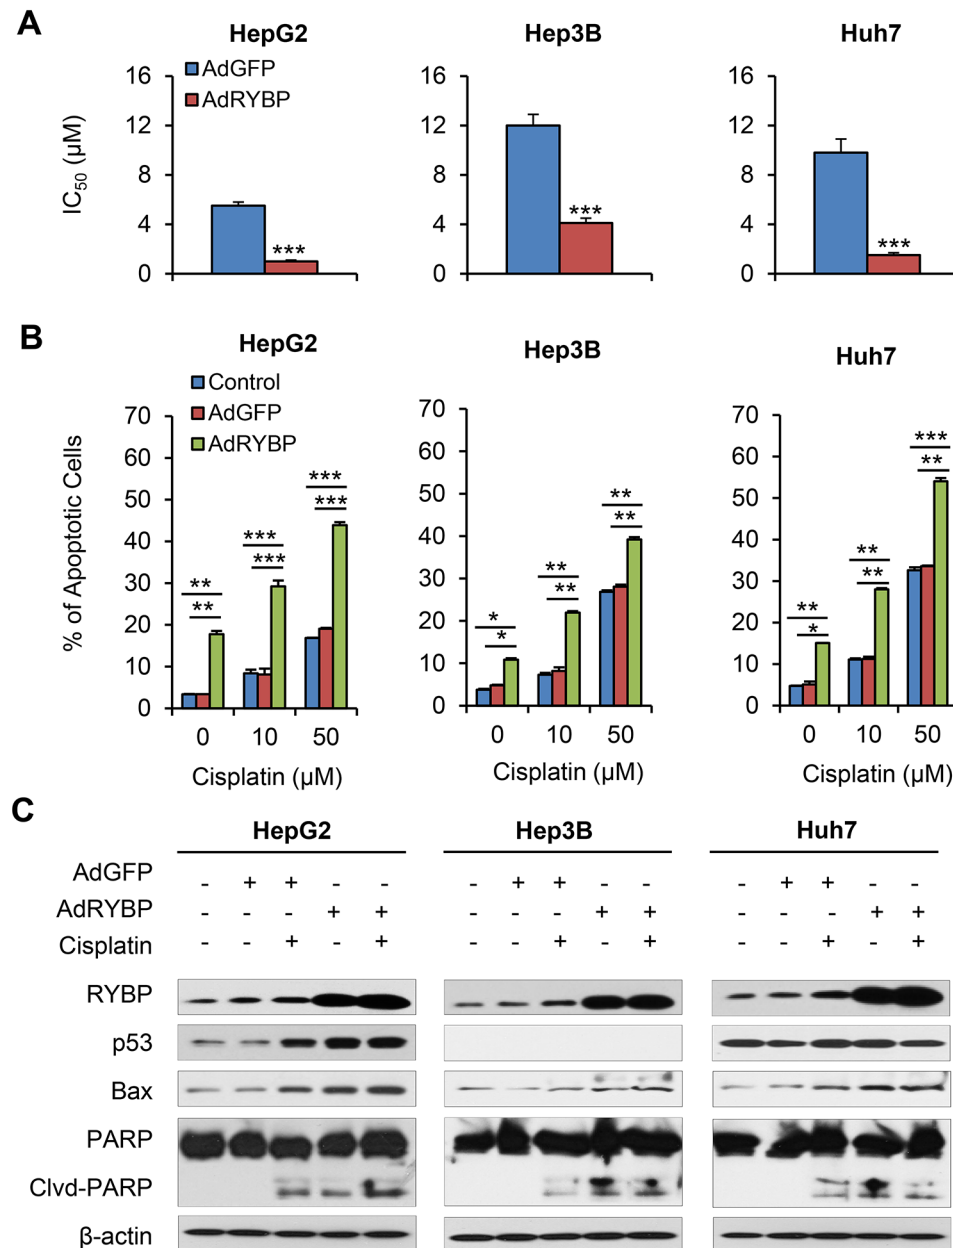 A
HepG2 Hep3B Huh7
AdGFP
AdRYBP
IC50 (µM)
16 12 8 4 0
*** 
16 12 8 4 0
***
16 12 8 4 0
***
B
HepG2 Hep3B Huh7
Control
AdGFP
AdRYBP
% of Apoptotic Cells
70 60 50 40 30 20 10 0
** ** *** *** *** ***
0 10 50
Cisplatin (µM)
70 60 50 40 30 20 10 0
* * ** ** ** **
0 10 50
Cisplatin (µM)
70 60 50 40 30 20 10 0
** * ** ** *** **
0 10 50
Cisplatin (µM)
C
HepG2 Hep3B Huh7
AdGFP - + + - - - + + - - - + + - -
AdRYBP - - - + + - - - + + - - - + +
Cisplatin - - + - + - - + - + - - + - +
RYBP
p53
Bax
PARP
Clvd-PARP
β-actin